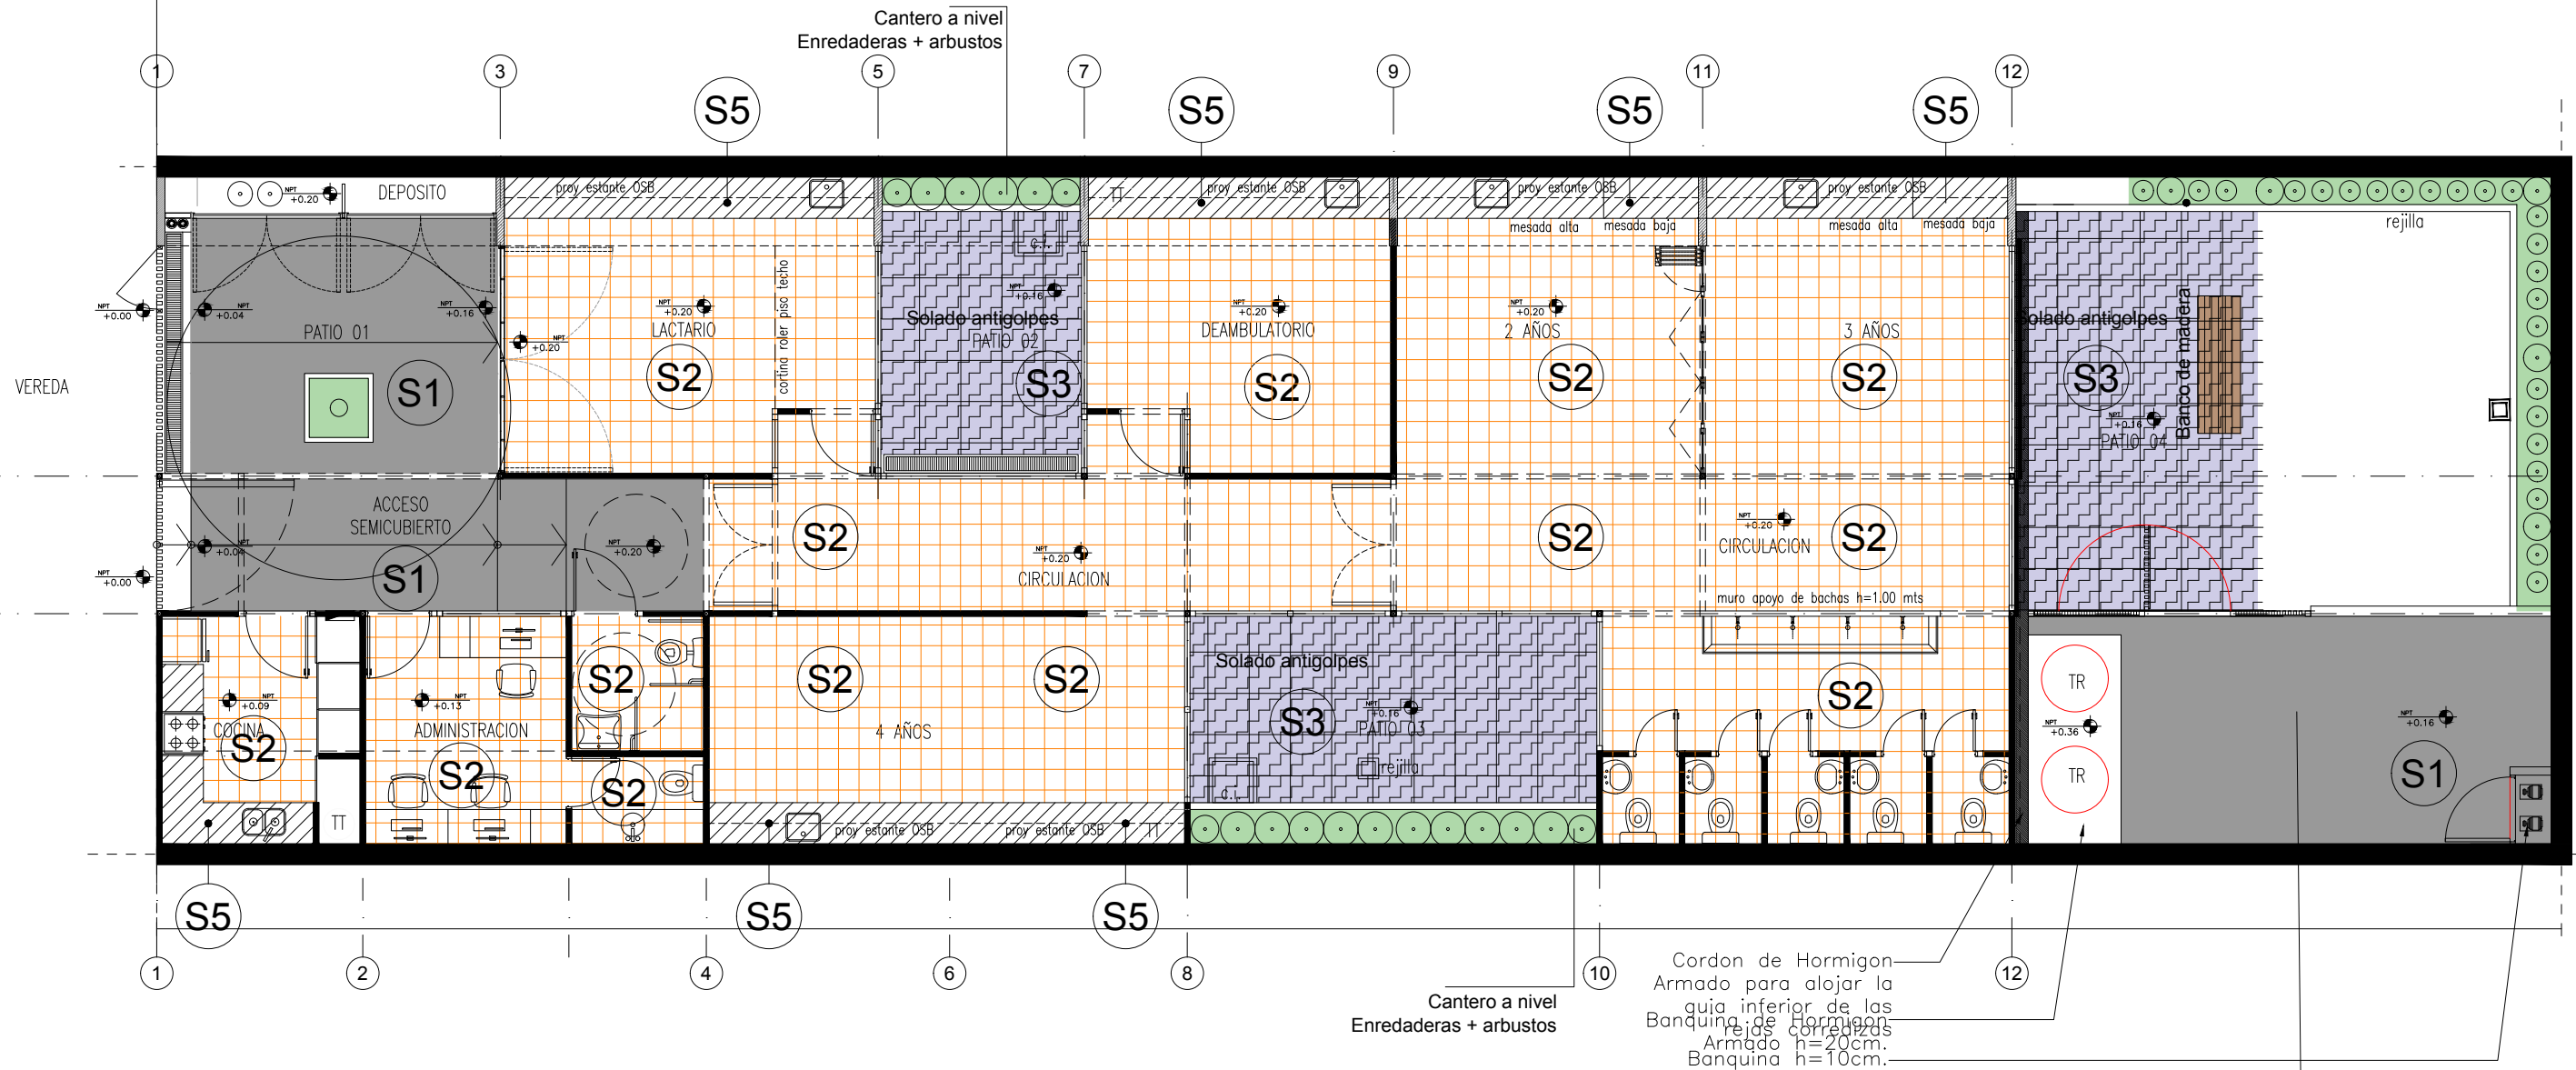 Cantero a nivel
Enredaderas + arbustos
1
3
5
7
9
11
12
S5
S5
S5
S5
NPT
+0.20
DEPOSITO
proy estante OSB
TT
proy estante OSB
proy estante OSB
proy estante OSB
mesada alta
mesada baja
mesada alta
mesada baja
rejilla
C.I.
cortina roler piso techo
NPT
+0.00
NPT
+0.04
NPT
+0.16
NPT
+0.20
NPT
+0.20
NPT
+0.16
NPT
+0.20
NPT
+0.20
PATIO 01
LACTARIO
Solado antigolpes
PATIO 02
DEAMBULATORIO
2 AÑOS
3 AÑOS
Solado antigolpes
Banco de madera
VEREDA
S1
S2
S3
S2
S2
S2
S3
NPT
+0.16
PATIO 04
ACCESO
SEMICUBIERTO
NPT
+0.04
NPT
+0.20
S2
NPT
+0.20
CIRCULACION
S2
NPT
+0.20
CIRCULACION
S2
NPT
+0.00
S1
muro apoyo de bachas h=1.00 mts
Solado antigolpes
S2
S2
S2
S2
TR
NPT
+0.09
COCINA
S2
NPT
+0.13
ADMINISTRACION
S2
S2
4 AÑOS
S3
NPT
+0.16
PATIO 03
rejilla
C.I.
NPT
+0.36
TR
NPT
+0.16
S1
TT
proy estante OSB
proy estante OSB
TT
S5
S5
S5
1
2
4
6
8
10
12
Cantero a nivel
Enredaderas + arbustos
Cordon de Hormigon
Armado para alojar la
guia inferior de las
rejas corredizas
Banquina de Hormigon
Armado h=20cm.
Banquina h=10cm.